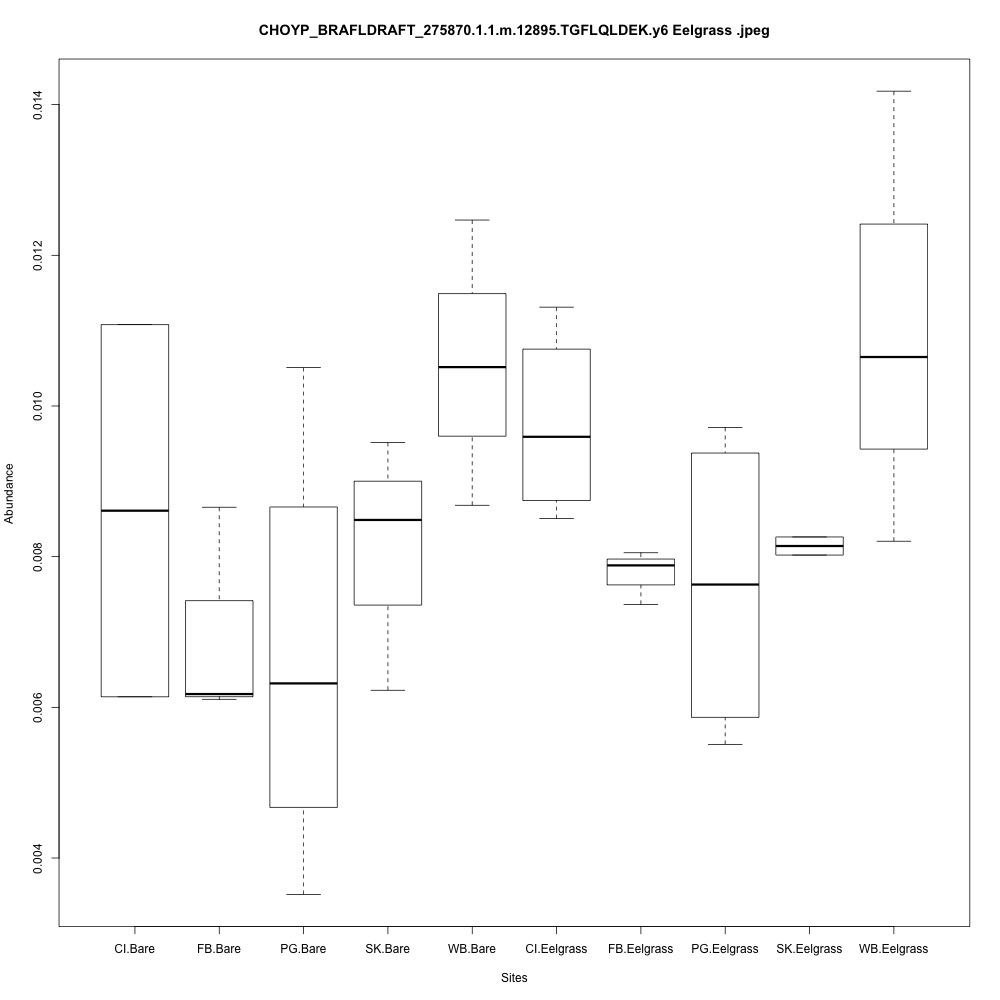 CHOYP_BRAFLDRAFT_275870.1.1.m.12895.TGFLQLDEK.y6 Eelgrass .jpeg
0.014
0.012
0.010
0.008
0.006
0.004
Abundance
CI.Bare FB.Bare PG.Bare SK.Bare WB.Bare CI.Eelgrass FB.Eelgrass PG.Eelgrass SK.Eelgrass WB.Eelgrass
Sites